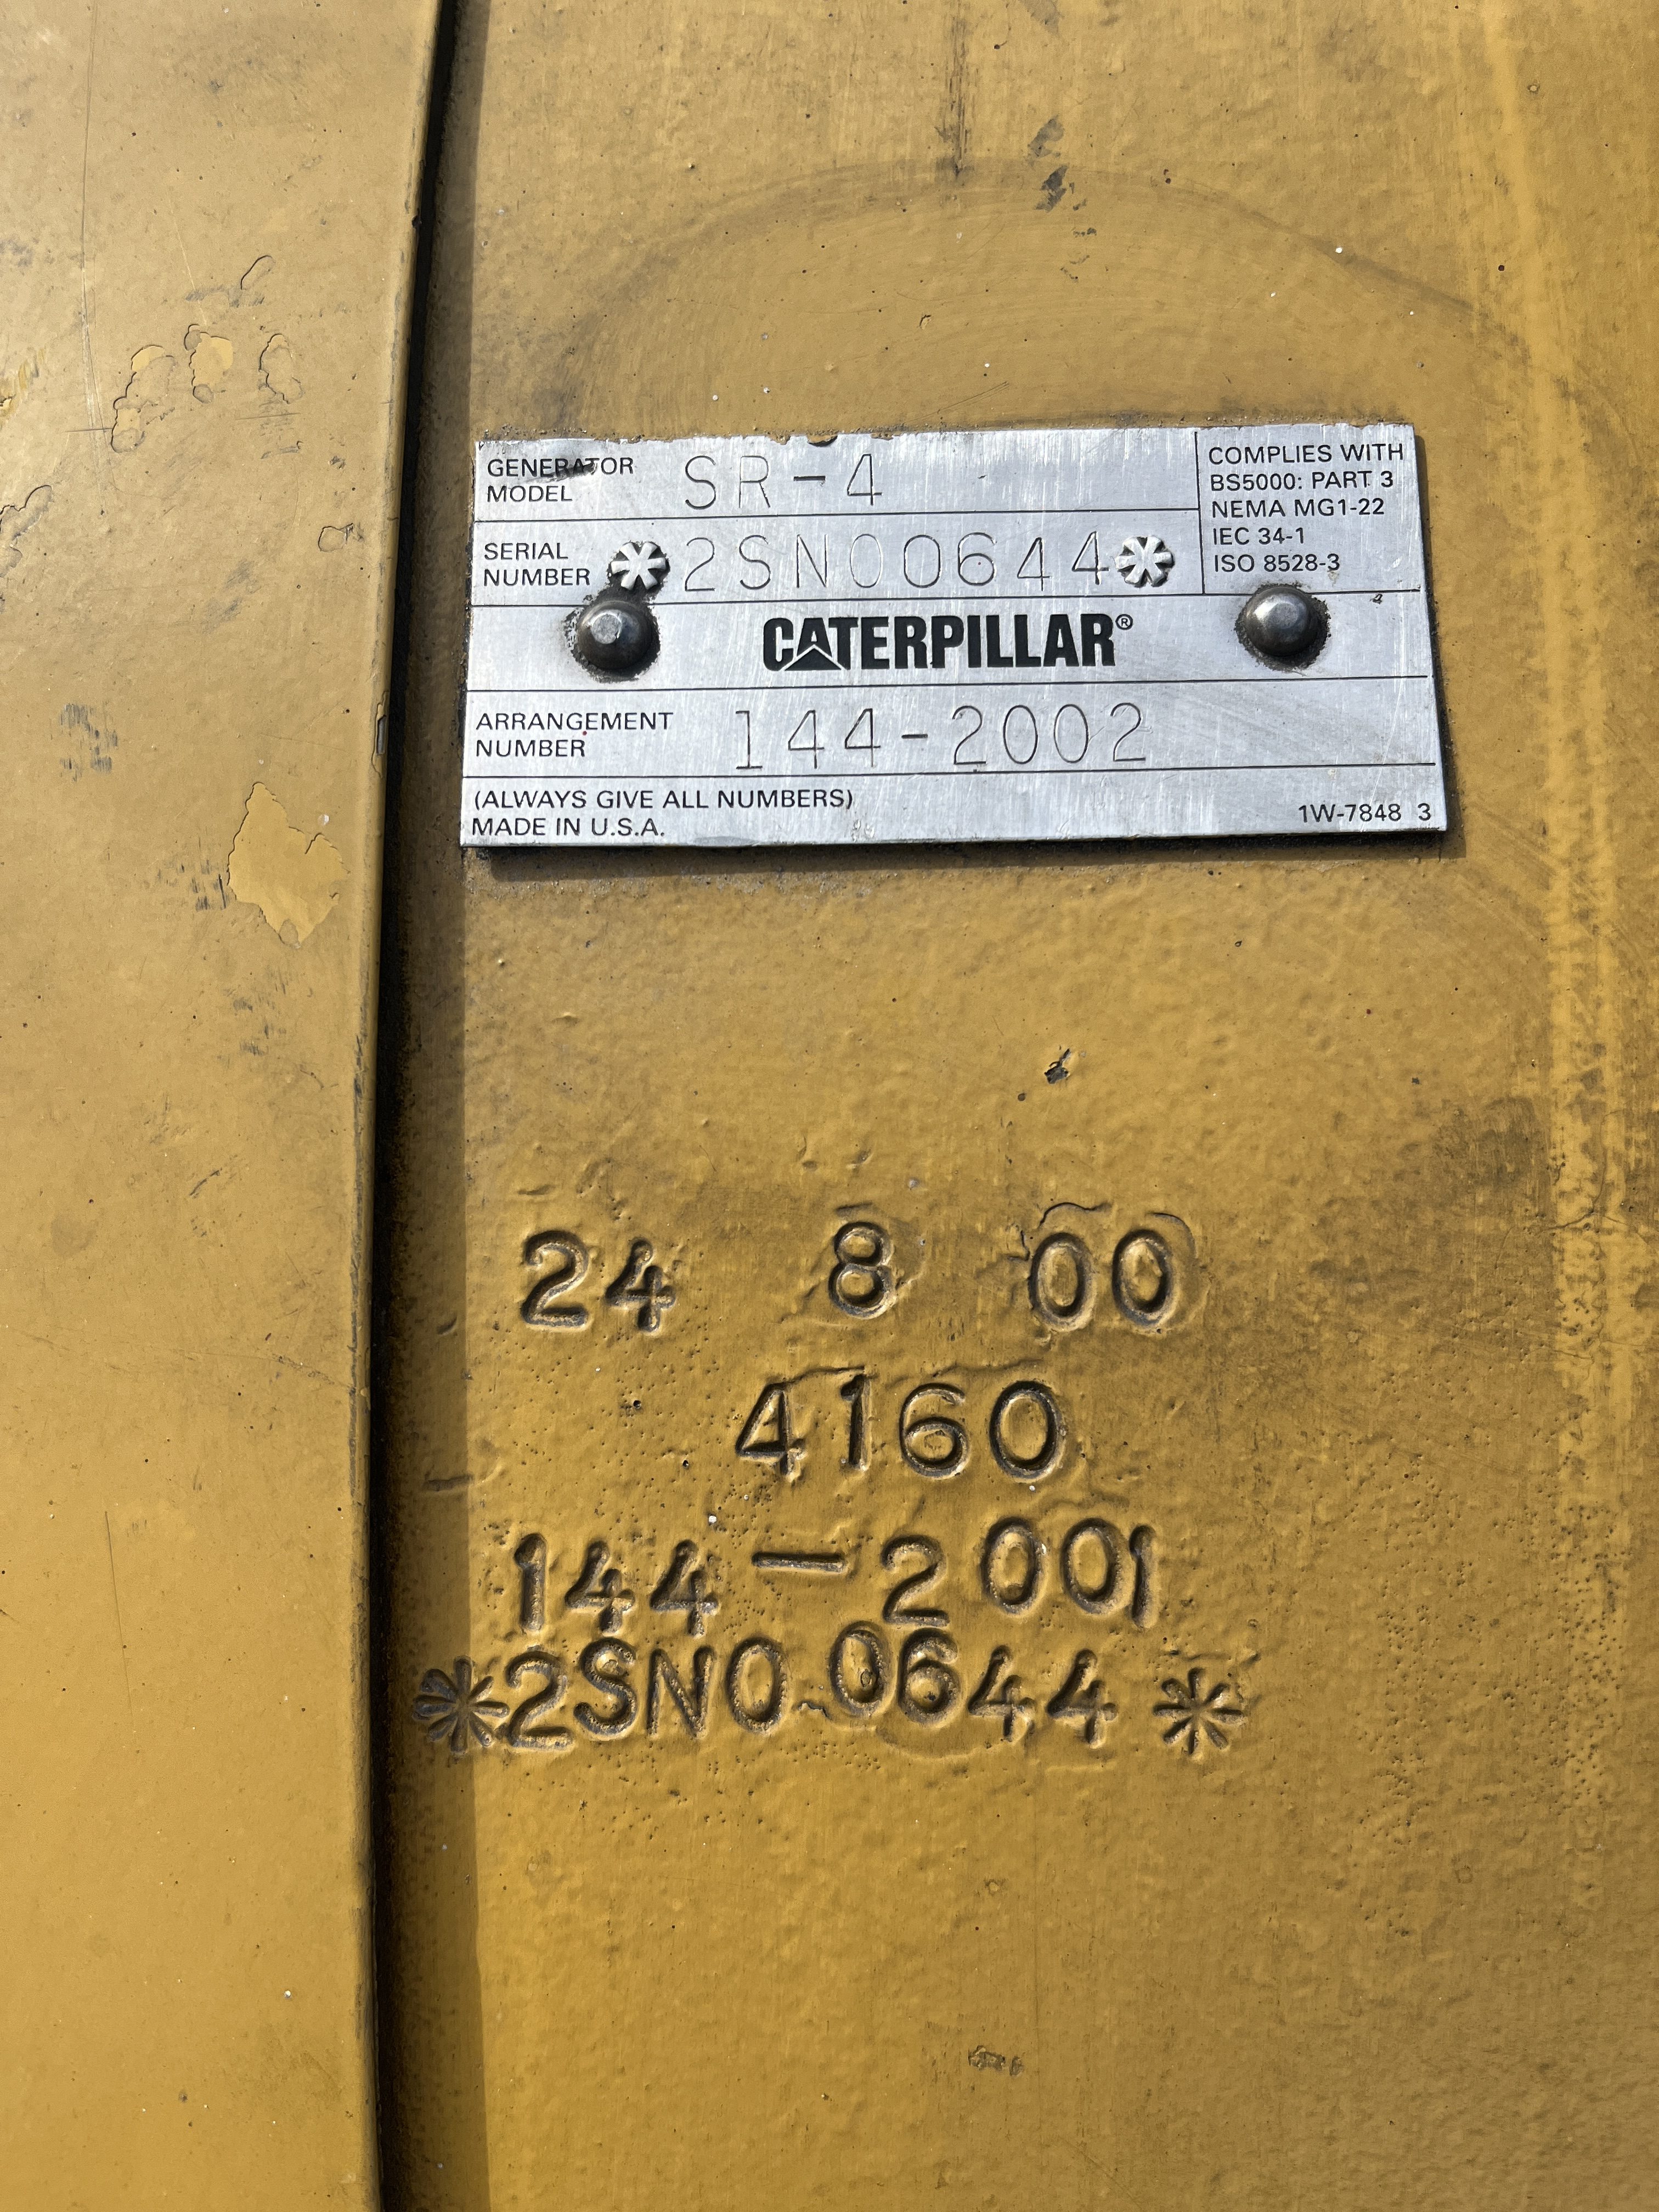 GENERATOR MODEL SR-4
SERIAL NUMBER *2SN00644*
COMPLIES WITH
BS5000: PART 3
NEMA MG1-22
IEC 34-1
ISO 8528-3
CATERPILLAR®
ARRANGEMENT NUMBER 144-2002
(ALWAYS GIVE ALL NUMBERS)
MADE IN U.S.A.
1W-7848 3
24 8 00
4160
144-2001
*2SN00644*